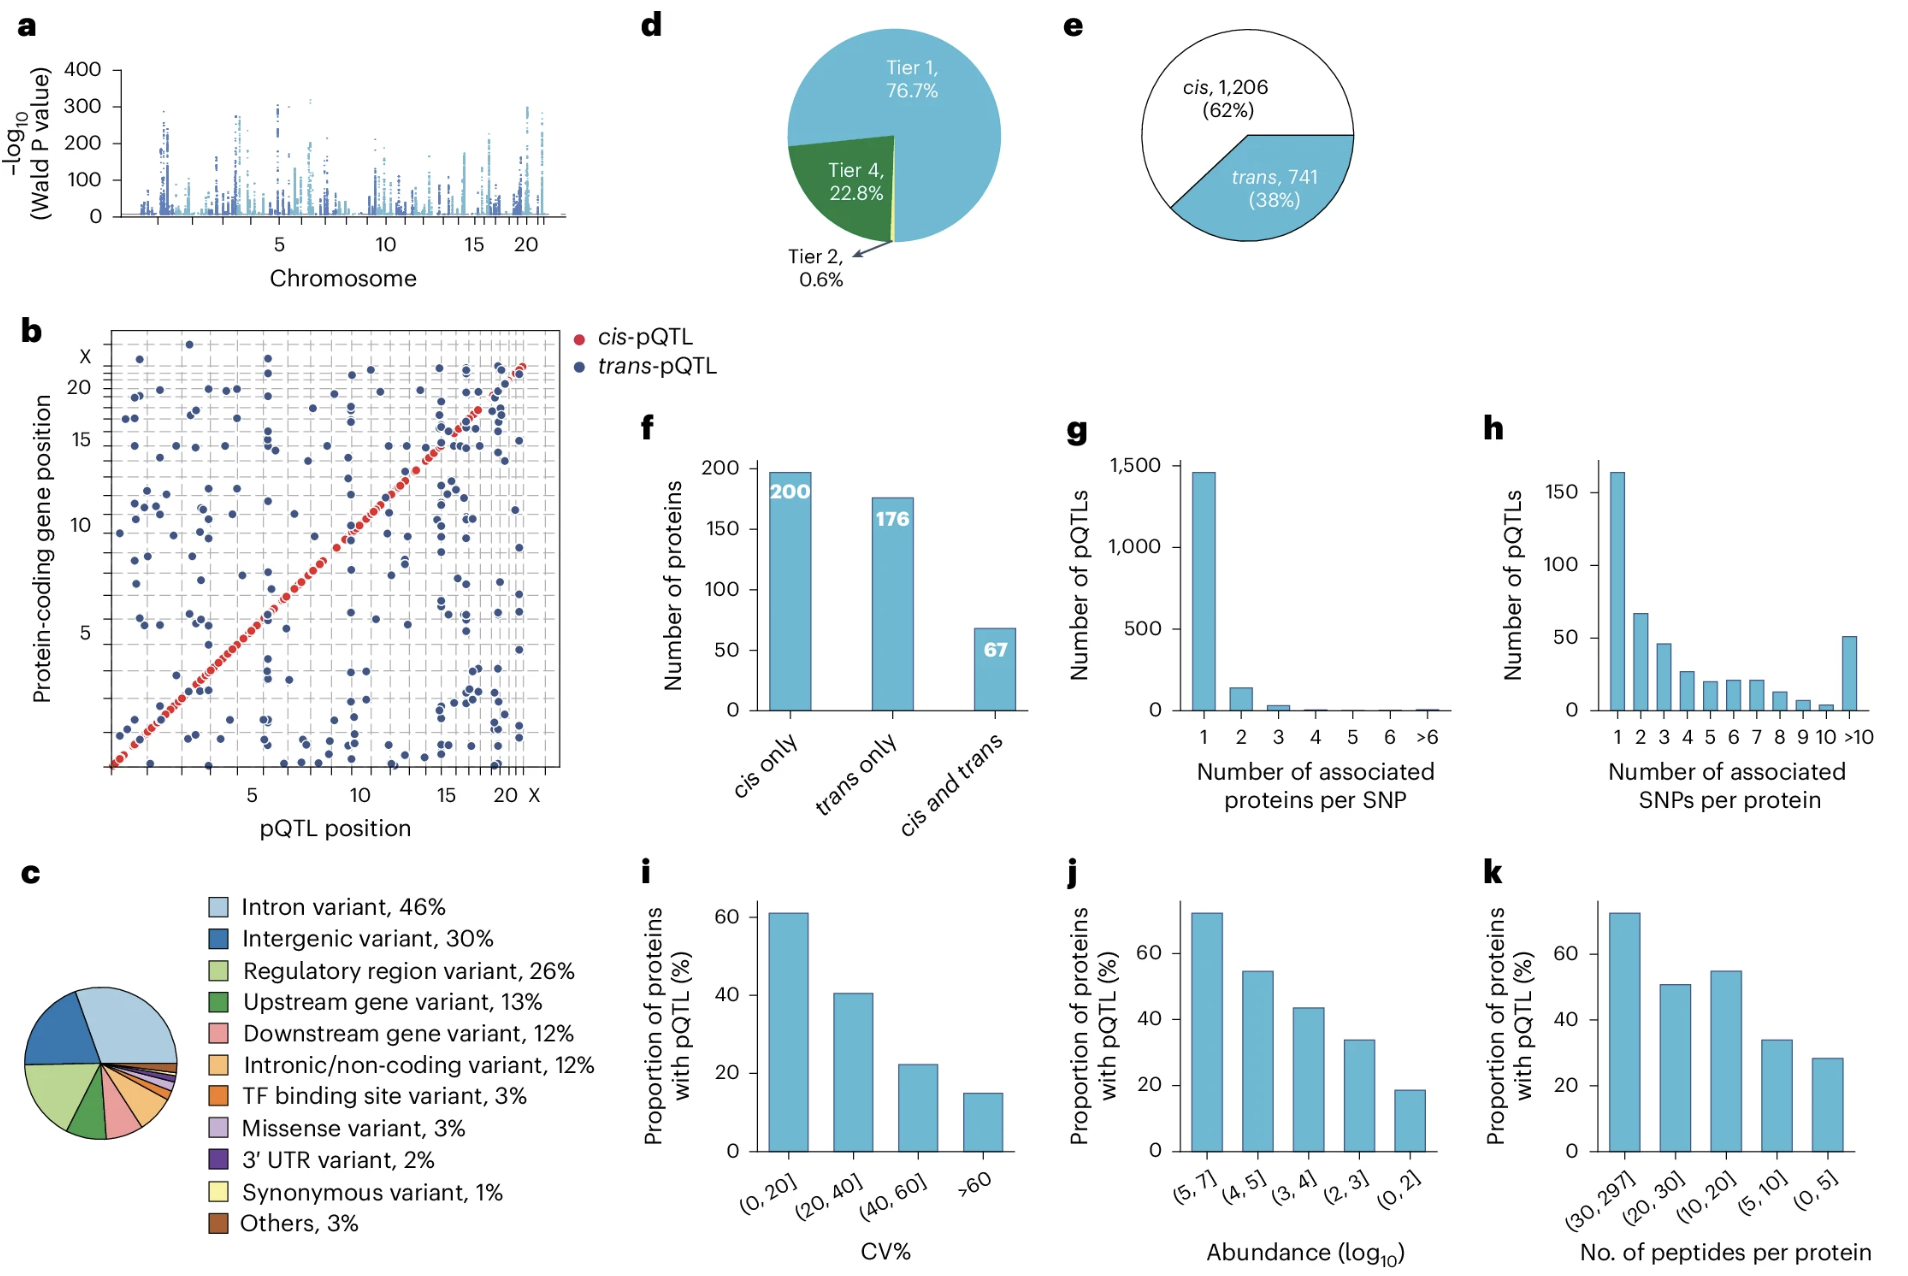 a
−log10
(Wald P value)
400
300
200
100
0
5
10
15
20
Chromosome
b
cis-pQTL
trans-pQTL
Protein-coding gene position
X
20
15
10
5
5
10
15
20
X
pQTL position
c
Intron variant, 46%
Intergenic variant, 30%
Regulatory region variant, 26%
Upstream gene variant, 13%
Downstream gene variant, 12%
Intronic/non-coding variant, 12%
TF binding site variant, 3%
Missense variant, 3%
3′ UTR variant, 2%
Synonymous variant, 1%
Others, 3%
d
Tier 1,
76.7%
Tier 4,
22.8%
Tier 2,
0.6%
e
cis, 1,206
(62%)
trans, 741
(38%)
f
Number of proteins
200
150
100
50
0
200
176
67
cis only
trans only
cis and trans
g
Number of pQTLs
1,500
1,000
500
0
1
2
3
4
5
6
>6
Number of associated
proteins per SNP
h
Number of pQTLs
150
100
50
0
1
2
3
4
5
6
7
8
9
10
>10
Number of associated
SNPs per protein
i
Proportion of proteins
with pQTL (%)
60
40
20
0
(0, 20]
(20, 40]
(40, 60]
>60
CV%
j
Proportion of proteins
with pQTL (%)
60
40
20
0
(5, 7]
(4, 5]
(3, 4]
(2, 3]
(0, 2]
Abundance (log10)
k
Proportion of proteins
with pQTL (%)
60
40
20
0
(30, 297]
(20, 30]
(10, 20]
(5, 10]
(0, 5]
No. of peptides per protein